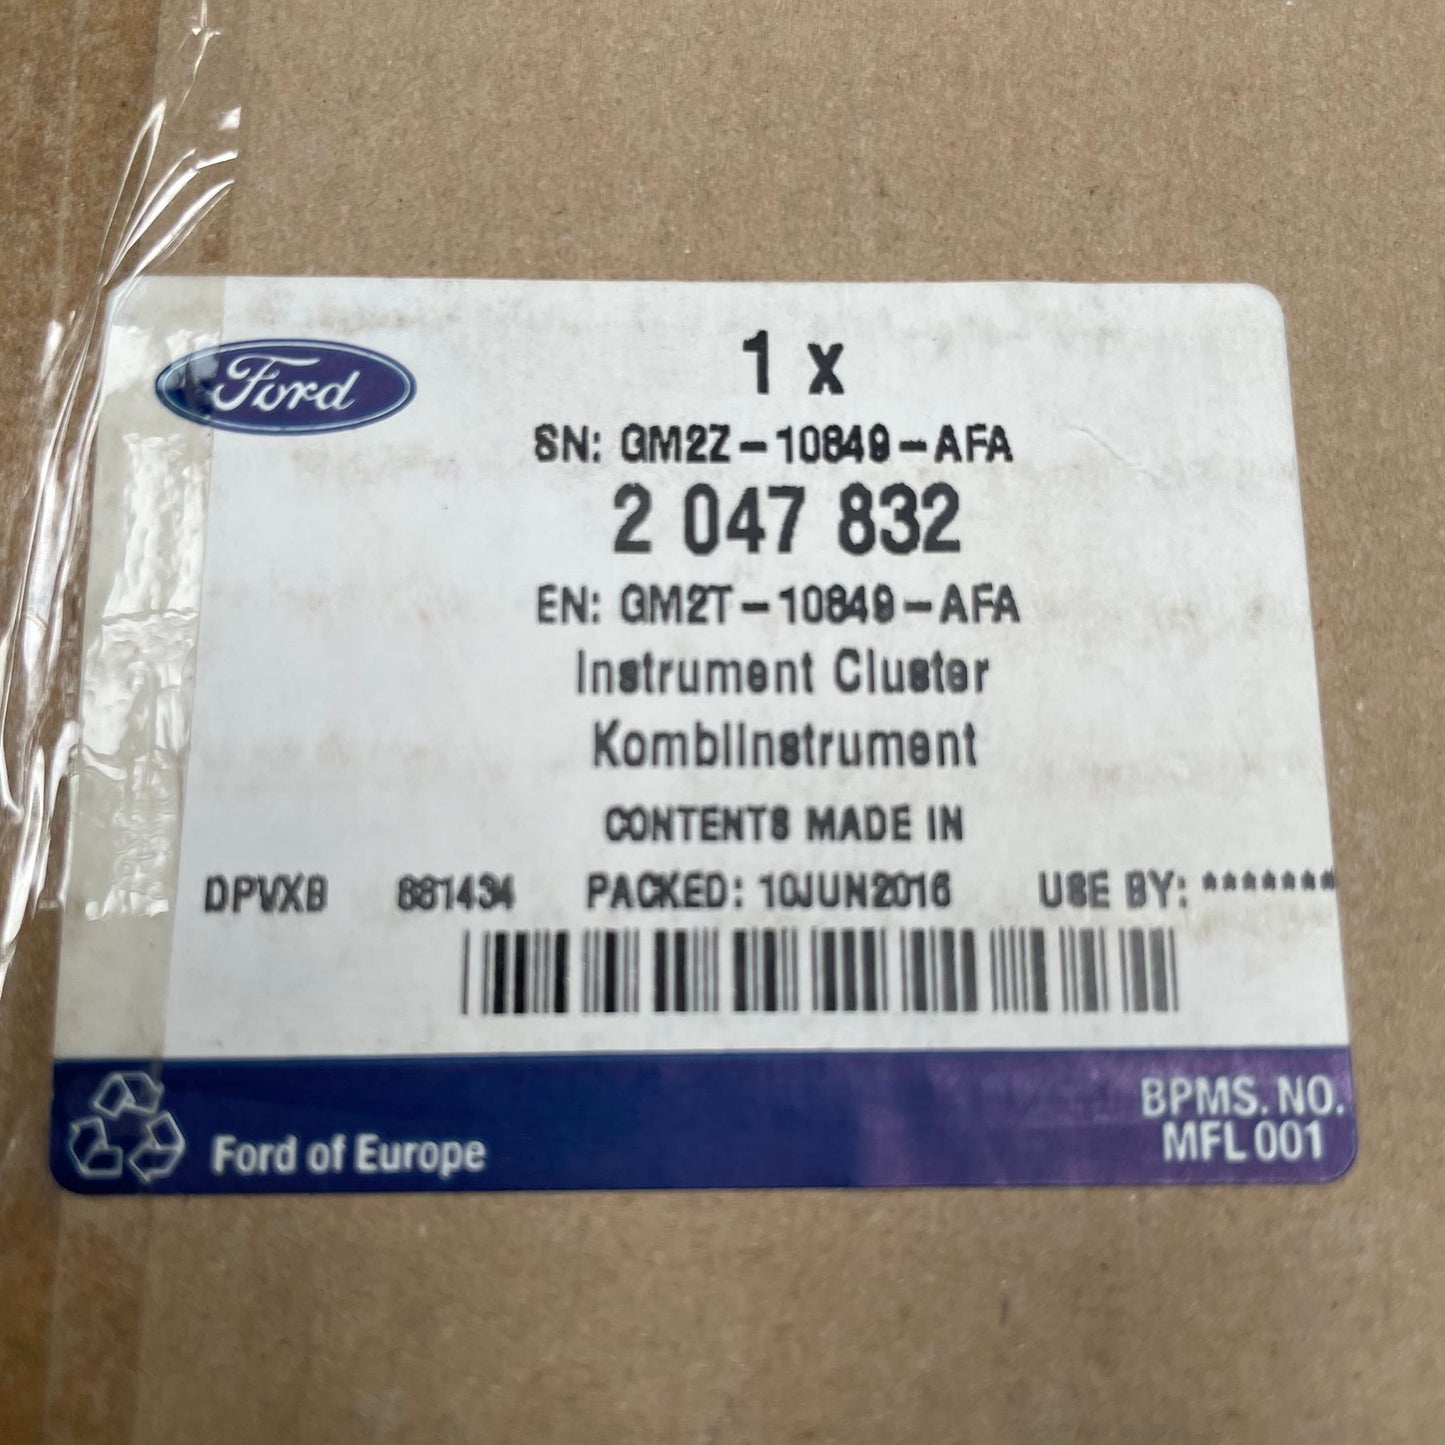 Ford
1 x
SN: GM2Z-10849-AFA
2 047 832
EN: GM2T-10849-AFA
Instrument Cluster
Kombiinstrument
CONTENTS MADE IN
DPVXB 881434 PACKED: 10JUN2016 USE BY: *******
Ford of Europe
BPMS. NO.
MFL 001